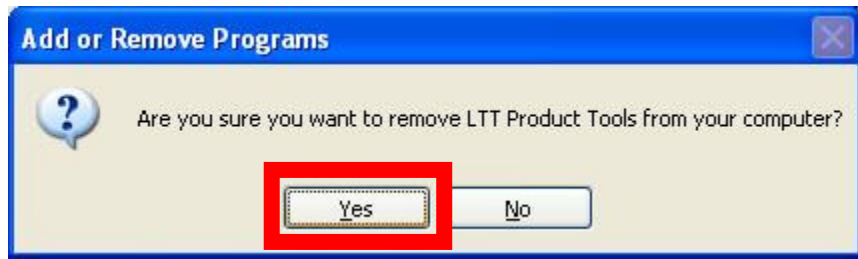 Add or Remove Programs
Are you sure you want to remove LTT Product Tools from your computer?
Yes
No